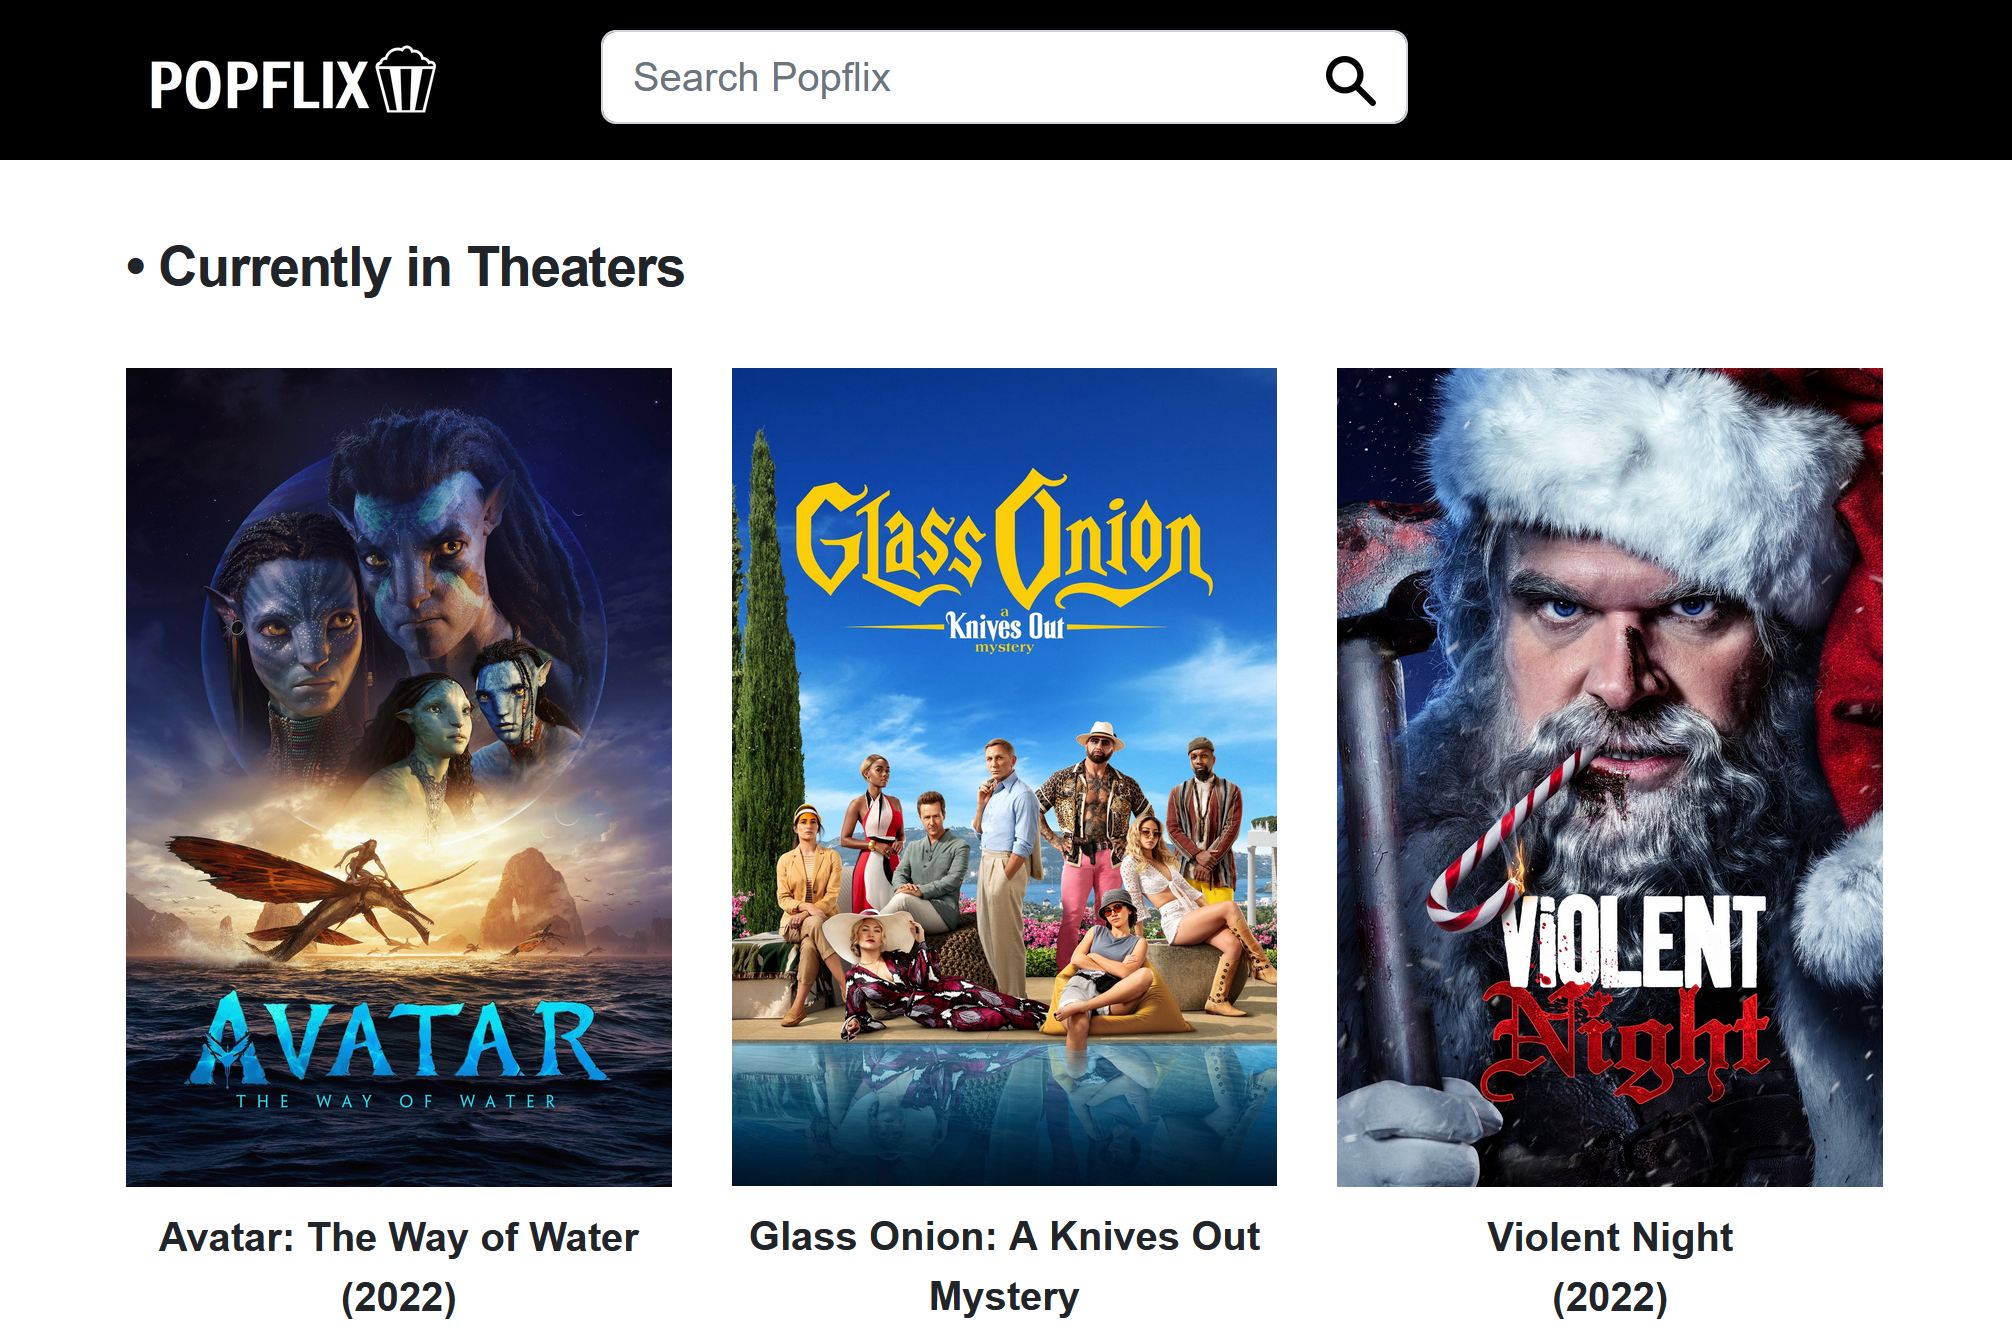 POPFLIX
Search Popflix
• Currently in Theaters
AVATAR
THE WAY OF WATER
Glass Onion
a
Knives Out
mystery
ViOLENT
Night
Avatar: The Way of Water
(2022)
Glass Onion: A Knives Out
Mystery
Violent Night
(2022)